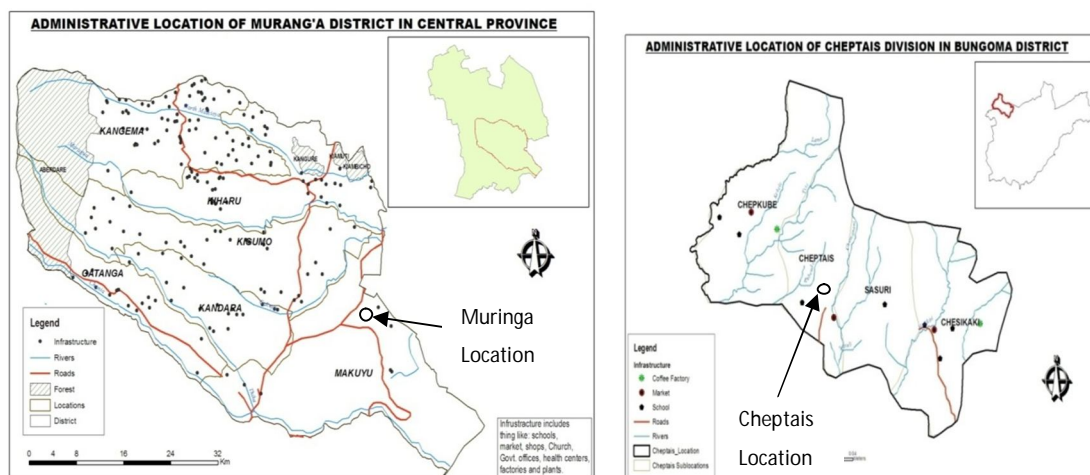 ADMINISTRATIVE LOCATION OF MURANG'A DISTRICT IN CENTRAL PROVINCE
KANGEMA
KANGURE
KIAMBICHO
ABENDARE
KIHARU
KIGUMO
GATANGA
KANDARA
MAKUYU
Muringa
Location
Legend
Infrastructure
Rivers
Roads
Forest
Locations
District
0 4 8 16 24 32
Km
Infrastructure includes
thing like: schools,
market, shops, Church,
Govt. offices, health centers,
factories and plants.
ADMINISTRATIVE LOCATION OF CHEPTAIS DIVISION IN BUNGOMA DISTRICT
CHEPKUBE
CHEPTAIS
SASURI
CHESIKAKI
Legend
Infrastructure
Coffee Factory
Market
School
Roads
Rivers
Cheptais_Location
Cheptais Sublocations
Cheptais
Location